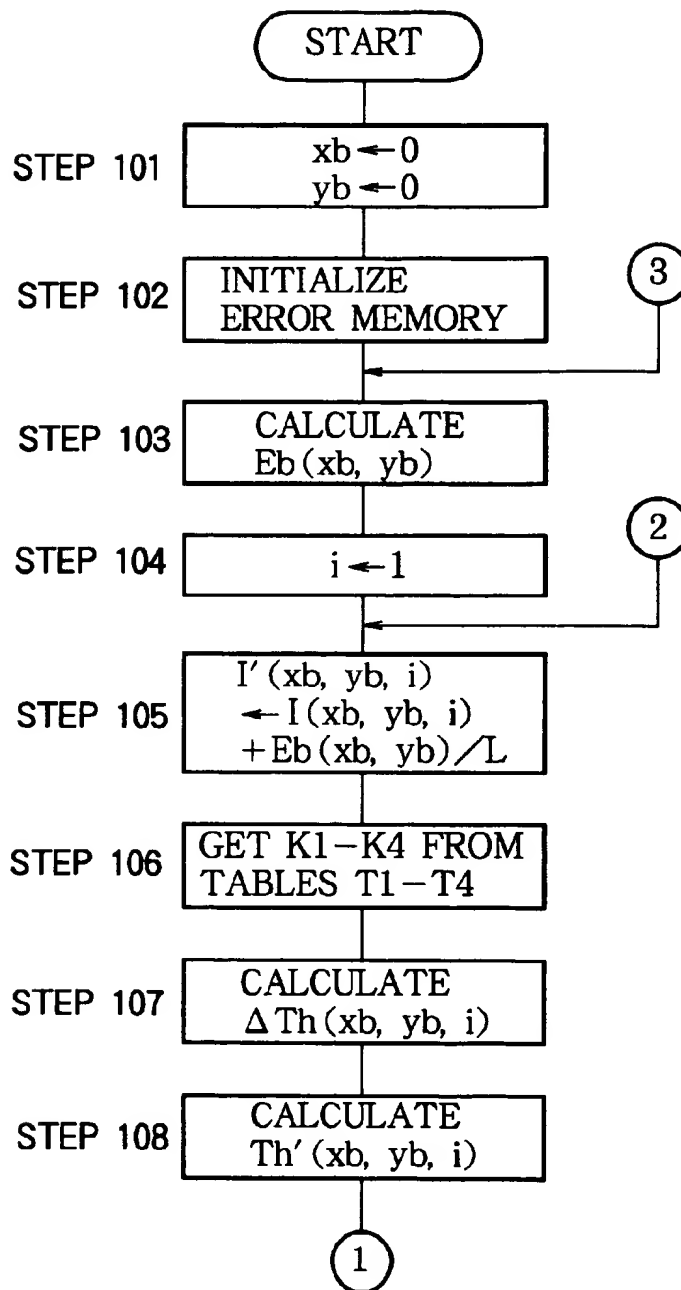 START
STEP 101
xb←0
yb←0
STEP 102
INITIALIZE
ERROR MEMORY
3
STEP 103
CALCULATE
Eb(xb, yb)
2
STEP 104
i←1
STEP 105
I′(xb, yb, i)
←I(xb, yb, i)
+Eb(xb, yb)/L
STEP 106
GET K1−K4 FROM
TABLES T1−T4
STEP 107
CALCULATE
ΔTh(xb, yb, i)
STEP 108
CALCULATE
Th′(xb, yb, i)
1